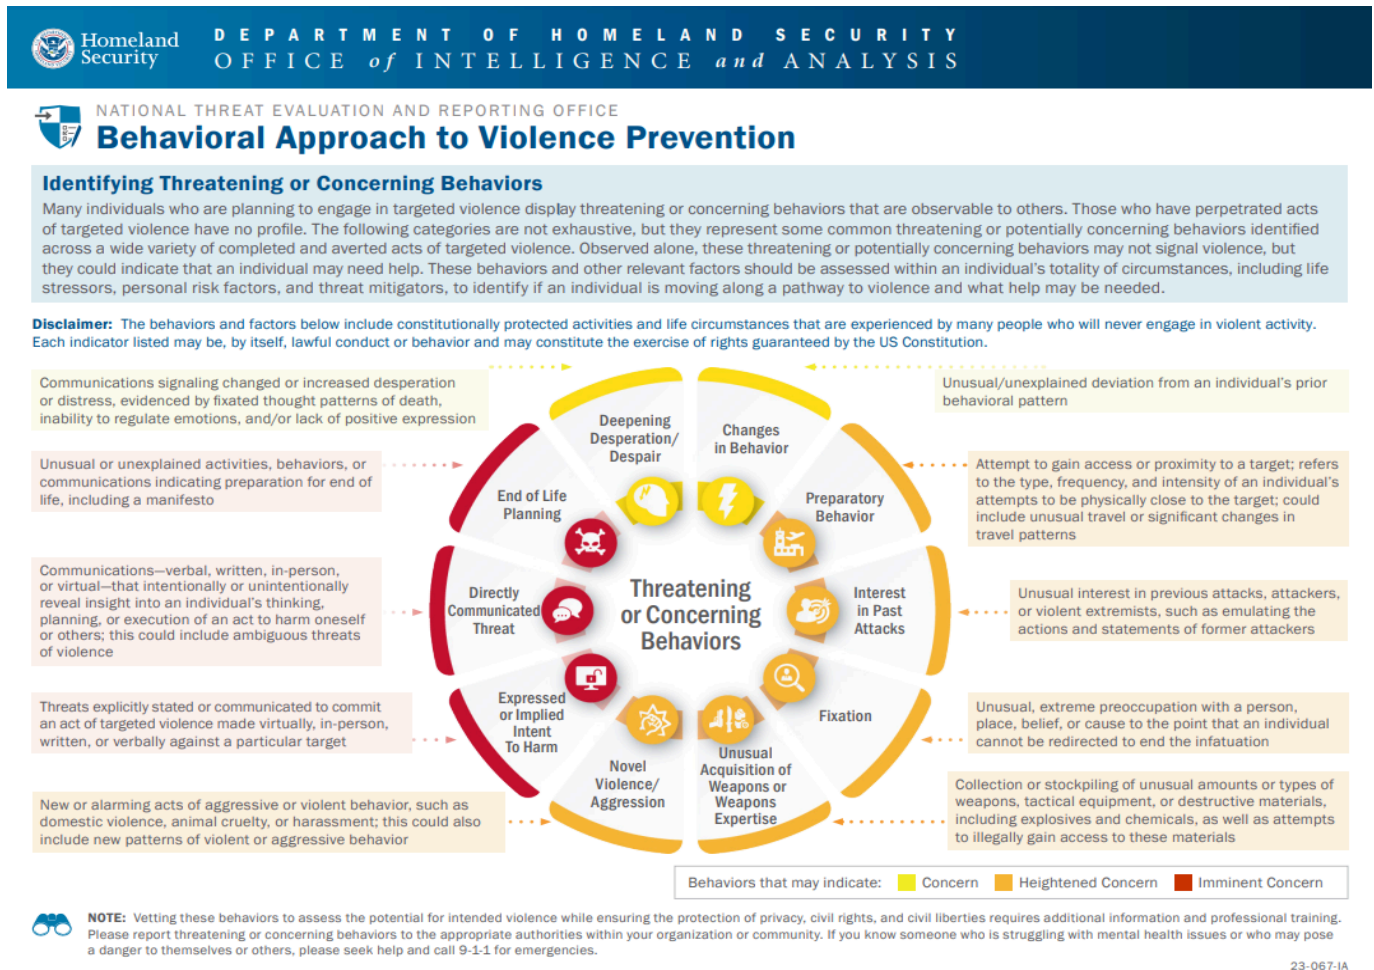 Homeland
Security
DEPARTMENT OF HOMELAND SECURITY
OFFICE of INTELLIGENCE and ANALYSIS
NATIONAL THREAT EVALUATION AND REPORTING OFFICE
Behavioral Approach to Violence Prevention
Identifying Threatening or Concerning Behaviors
Many individuals who are planning to engage in targeted violence display threatening or concerning behaviors that are observable to others. Those who have perpetrated acts
of targeted violence have no profile. The following categories are not exhaustive, but they represent some common threatening or potentially concerning behaviors identified
across a wide variety of completed and averted acts of targeted violence. Observed alone, these threatening or potentially concerning behaviors may not signal violence, but
they could indicate that an individual may need help. These behaviors and other relevant factors should be assessed within an individual's totality of circumstances, including life
stressors, personal risk factors, and threat mitigators, to identify if an individual is moving along a pathway to violence and what help may be needed.
Disclaimer: The behaviors and factors below include constitutionally protected activities and life circumstances that are experienced by many people who will never engage in violent activity.
Each indicator listed may be, by itself, lawful conduct or behavior and may constitute the exercise of rights guaranteed by the US Constitution.
Communications signaling changed or increased desperation
or distress, evidenced by fixated thought patterns of death,
inability to regulate emotions, and/or lack of positive expression
Unusual or unexplained activities, behaviors, or
communications indicating preparation for end of
life, including a manifesto
Communications—verbal, written, in-person,
or virtual—that intentionally or unintentionally
reveal insight into an individual's thinking,
planning, or execution of an act to harm oneself
or others; this could include ambiguous threats
of violence
Threats explicitly stated or communicated to commit
an act of targeted violence made virtually, in-person,
written, or verbally against a particular target
New or alarming acts of aggressive or violent behavior, such as
domestic violence, animal cruelty, or harassment; this could also
include new patterns of violent or aggressive behavior
Deepening
Desperation/
Despair
Changes
in Behavior
End of Life
Planning
Preparatory
Behavior
Directly
Communicated
Threat
Threatening
or Concerning
Behaviors
Interest
in Past
Attacks
Expressed
or Implied
Intent
To Harm
Fixation
Novel
Violence/
Aggression
Unusual
Acquisition of
Weapons or
Weapons
Expertise
Unusual/unexplained deviation from an individual's prior
behavioral pattern
Attempt to gain access or proximity to a target; refers
to the type, frequency, and intensity of an individual's
attempts to be physically close to the target; could
include unusual travel or significant changes in
travel patterns
Unusual interest in previous attacks, attackers,
or violent extremists, such as emulating the
actions and statements of former attackers
Unusual, extreme preoccupation with a person,
place, belief, or cause to the point that an individual
cannot be redirected to end the infatuation
Collection or stockpiling of unusual amounts or types of
weapons, tactical equipment, or destructive materials,
including explosives and chemicals, as well as attempts
to illegally gain access to these materials
Behaviors that may indicate: Concern Heightened Concern Imminent Concern
NOTE: Vetting these behaviors to assess the potential for intended violence while ensuring the protection of privacy, civil rights, and civil liberties requires additional information and professional training.
Please report threatening or concerning behaviors to the appropriate authorities within your organization or community. If you know someone who is struggling with mental health issues or who may pose
a danger to themselves or others, please seek help and call 9-1-1 for emergencies.
23-067-IA